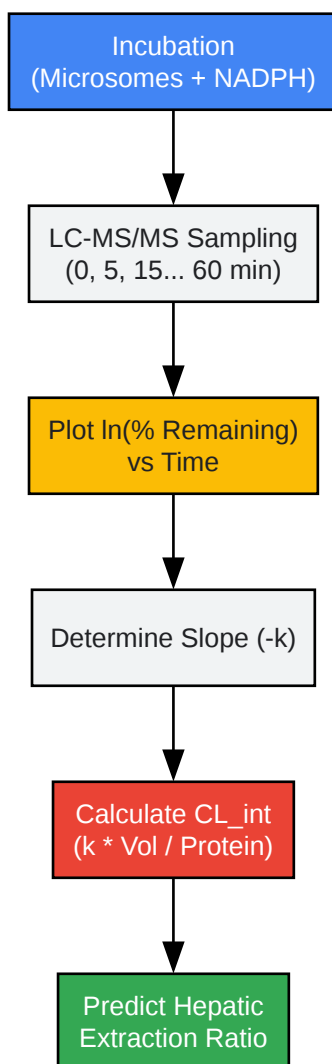 Incubation
(Microsomes + NADPH)
LC-MS/MS Sampling
(0, 5, 15... 60 min)
Plot ln(% Remaining)
vs Time
Determine Slope (-k)
Calculate CL_int
(k * Vol / Protein)
Predict Hepatic
Extraction Ratio